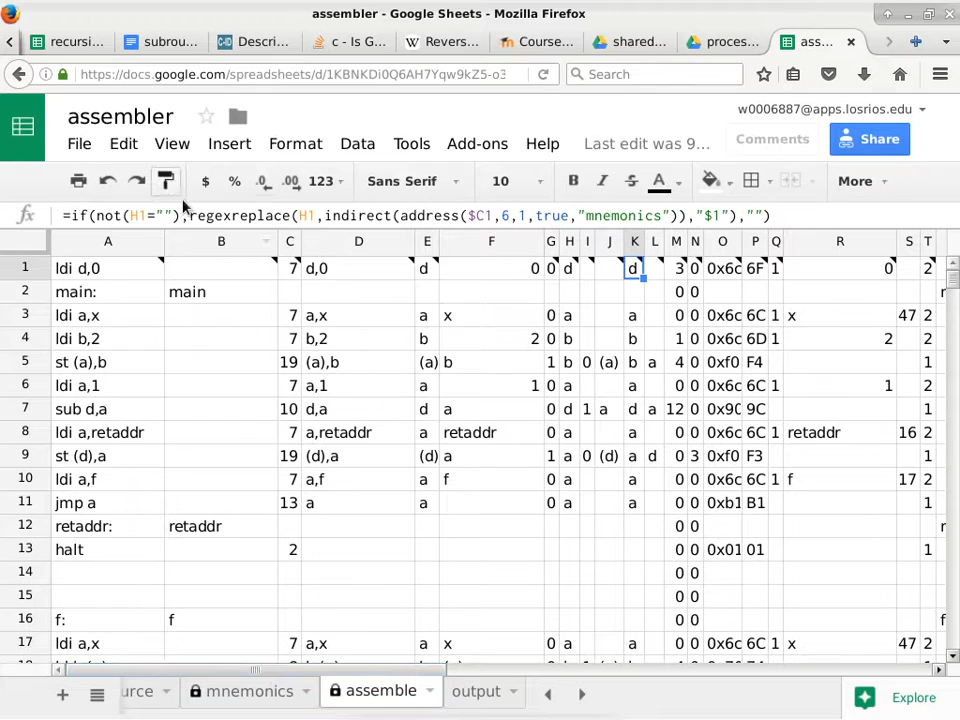 assembler - Google Sheets - Mozilla Firefox
recursi... subrou... Descri... c - Is G... Revers... Course... shared... proces... ass...
https://docs.google.com/spreadsheets/d/1KBNKDi0Q6AH7Yqw9kZ5-o3 Search
assembler w0006887@apps.losrios.edu
File Edit View Insert Format Data Tools Add-ons Help Last edit was 9... Comments Share
$ % .0 .00 123 Sans Serif 10 B I S A More
fx =if(not(H1=""),regexreplace(H1,indirect(address($C1,6,1,true,"mnemonics")),"$1"),"")
A B C D E F G H I J K L M N O P Q R S T
1 ldi d,0 7 d,0 d 0 0 d d 3 0 0x6c 6F 1 0 2
2 main: main 0 0
3 ldi a,x 7 a,x a x 0 a a 0 0 0x6c 6C 1 x 47 2
4 ldi b,2 7 b,2 b 2 0 b b 1 0 0x6c 6D 1 2 2
5 st (a),b 19 (a),b (a) b 1 b 0 (a) b a 4 0 0xf0 F4 1
6 ldi a,1 7 a,1 a 1 0 a a 0 0 0x6c 6C 1 1 2
7 sub d,a 10 d,a d a 0 d 1 a d a 12 0 0x90 9C 1
8 ldi a,retaddr 7 a,retaddr a retaddr 0 a a 0 0 0x6c 6C 1 retaddr 16 2
9 st (d),a 19 (d),a (d) a 1 a 0 (d) a d 0 3 0xf0 F3 1
10 ldi a,f 7 a,f a f 0 a a 0 0 0x6c 6C 1 f 17 2
11 jmp a 13 a a 0 a a 0 0 0xb1 B1 1
12 retaddr: retaddr 0 0
13 halt 2 0 0 0x01 01 1
14 0 0
15 0 0
16 f: f 0 0
17 ldi a,x 7 a,x a x 0 a a 0 0 0x6c 6C 1 x 47 2
urce mnemonics assemble output Explore